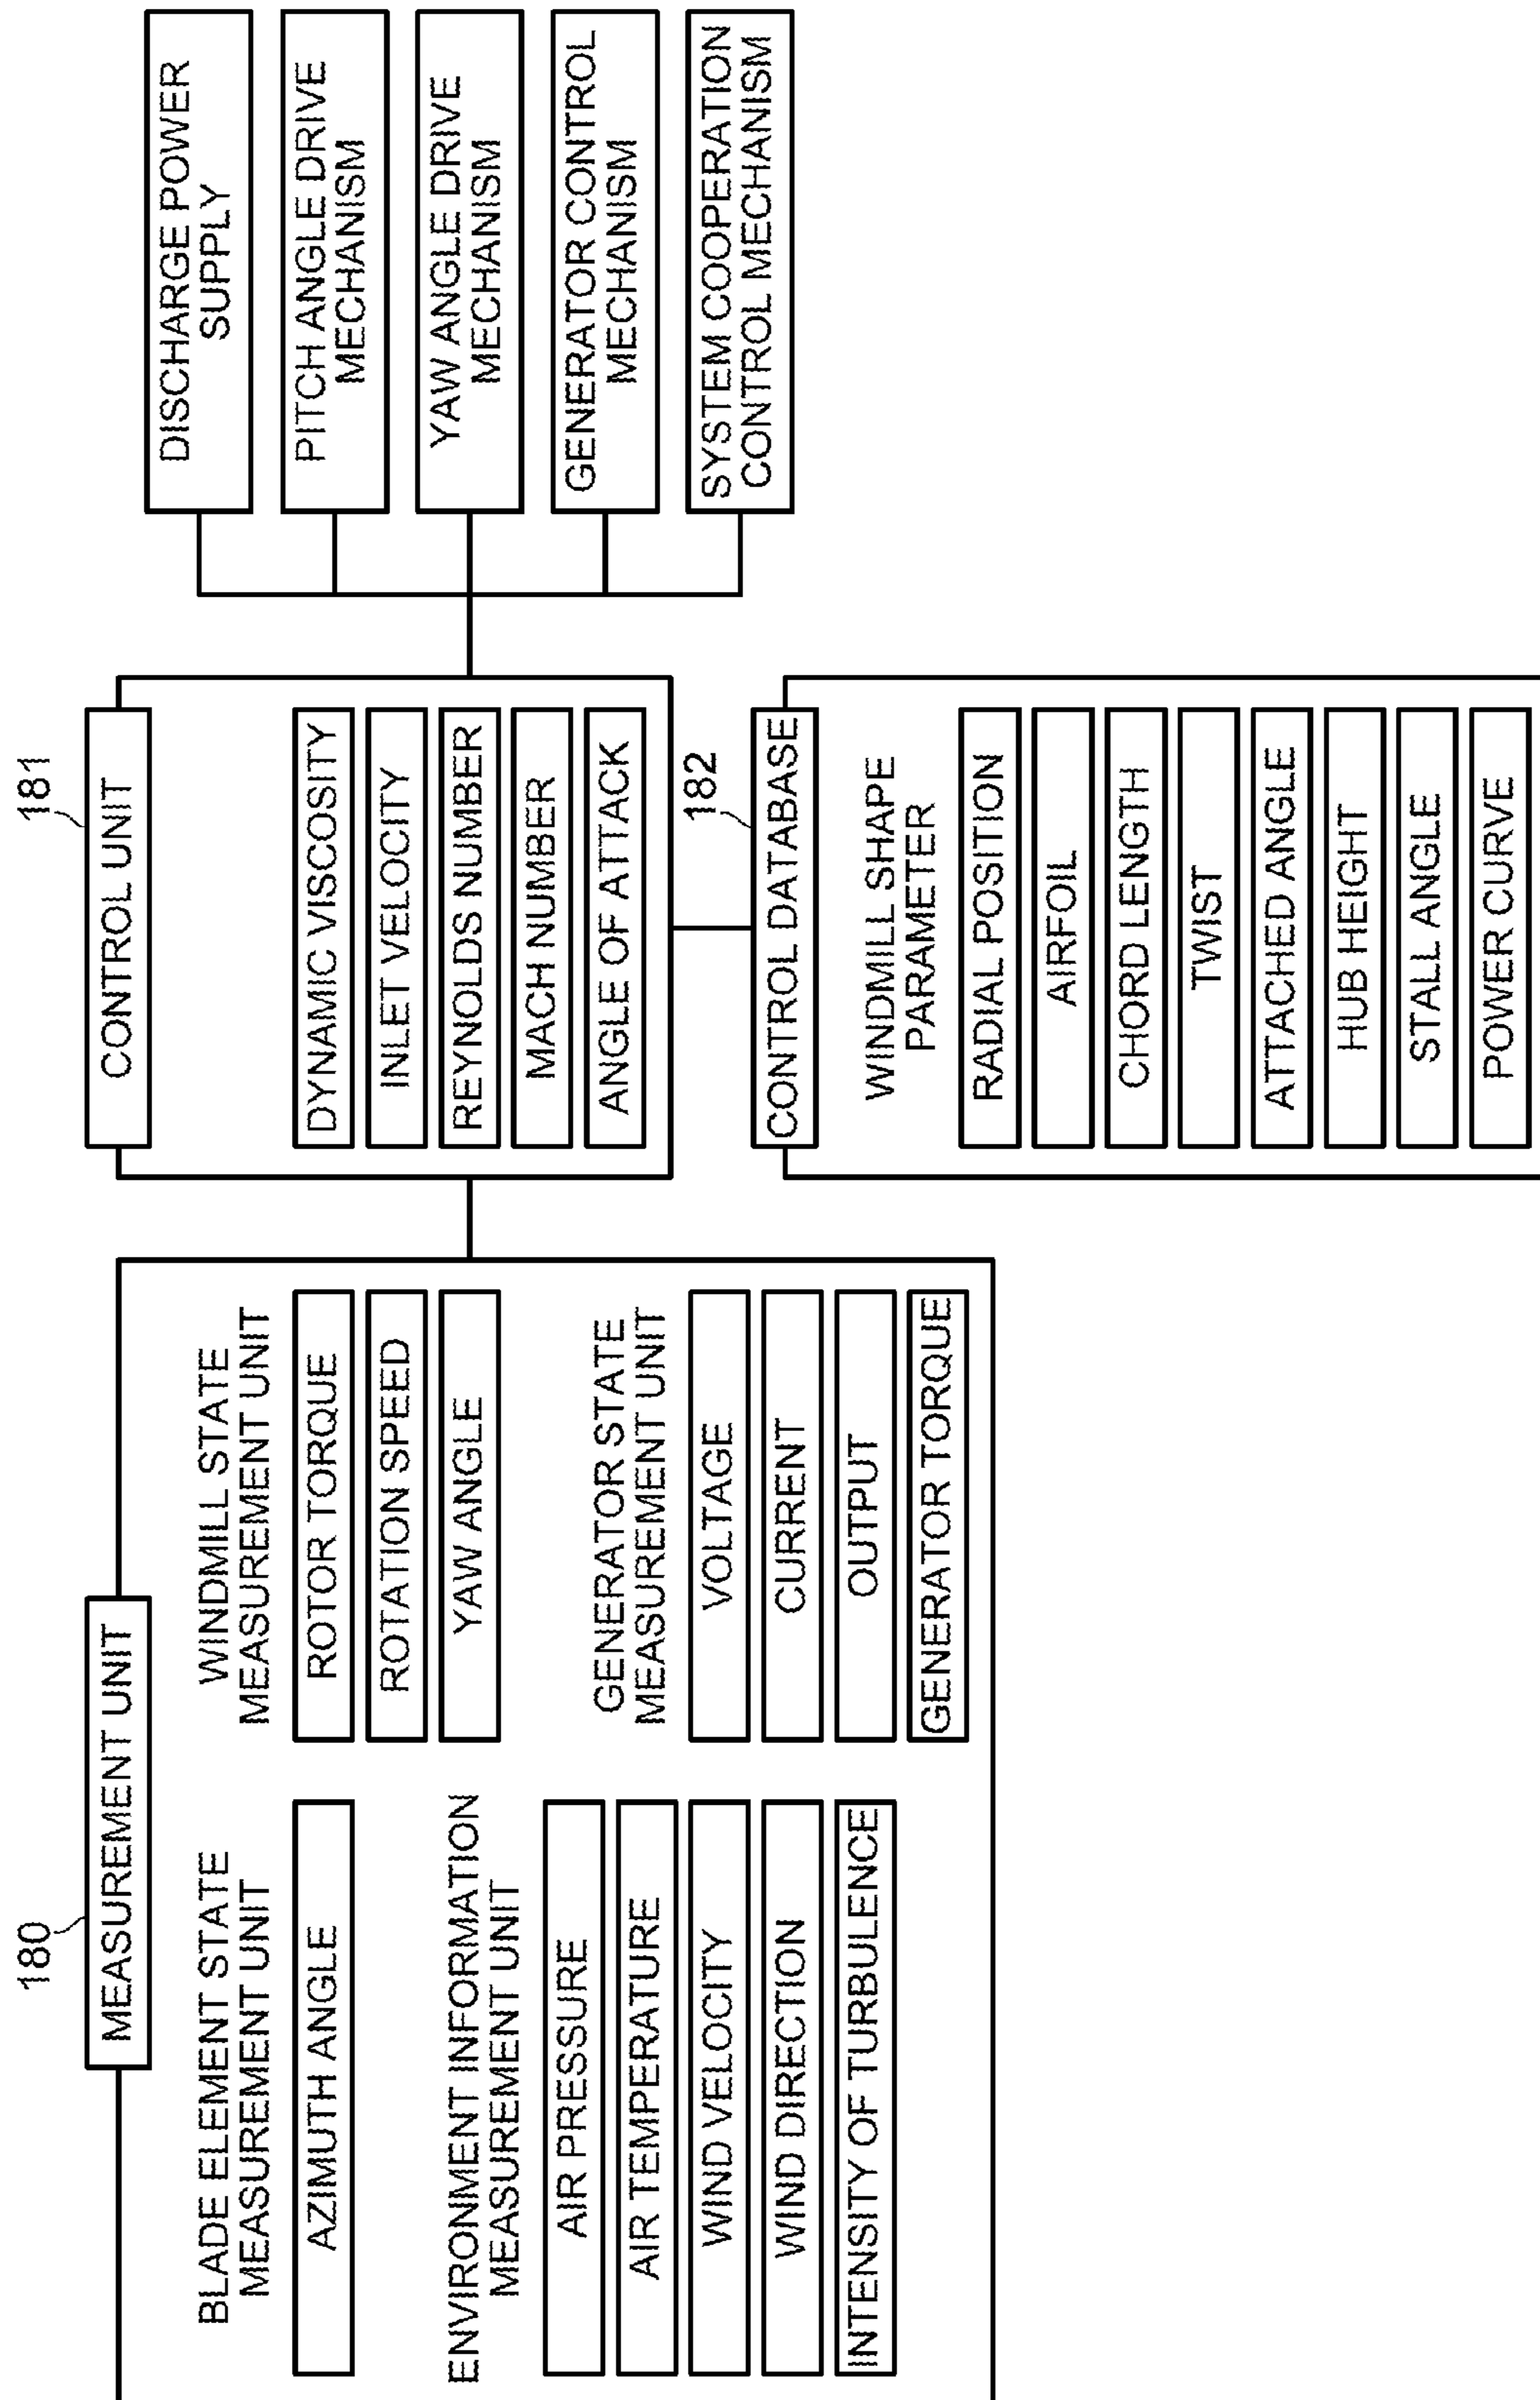 180
MEASUREMENT UNIT
BLADE ELEMENT STATE
MEASUREMENT UNIT
AZIMUTH ANGLE
ENVIRONMENT INFORMATION
MEASUREMENT UNIT
AIR PRESSURE
AIR TEMPERATURE
WIND VELOCITY
WIND DIRECTION
INTENSITY OF TURBULENCE
WINDMILL STATE
MEASUREMENT UNIT
ROTOR TORQUE
ROTATION SPEED
YAW ANGLE
GENERATOR STATE
MEASUREMENT UNIT
VOLTAGE
CURRENT
OUTPUT
GENERATOR TORQUE
181
CONTROL UNIT
DYNAMIC VISCOSITY
INLET VELOCITY
REYNOLDS NUMBER
MACH NUMBER
ANGLE OF ATTACK
182
CONTROL DATABASE
WINDMILL SHAPE
PARAMETER
RADIAL POSITION
AIRFOIL
CHORD LENGTH
TWIST
ATTACHED ANGLE
HUB HEIGHT
STALL ANGLE
POWER CURVE
DISCHARGE POWER
SUPPLY
PITCH ANGLE DRIVE
MECHANISM
YAW ANGLE DRIVE
MECHANISM
GENERATOR CONTROL
MECHANISM
SYSTEM COOPERATION
CONTROL MECHANISM